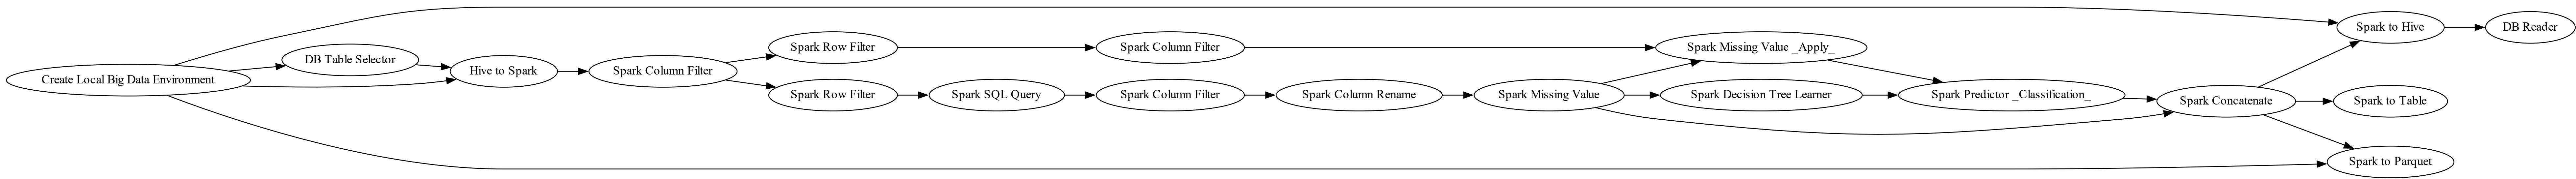 Create Local Big Data Environment
DB Table Selector
Hive to Spark
Spark Column Filter
Spark Row Filter
Spark Column Filter
Spark Missing Value _Apply_
Spark Row Filter
Spark SQL Query
Spark Column Filter
Spark Column Rename
Spark Missing Value
Spark Decision Tree Learner
Spark Predictor _Classification_
Spark Concatenate
Spark to Hive
DB Reader
Spark to Table
Spark to Parquet